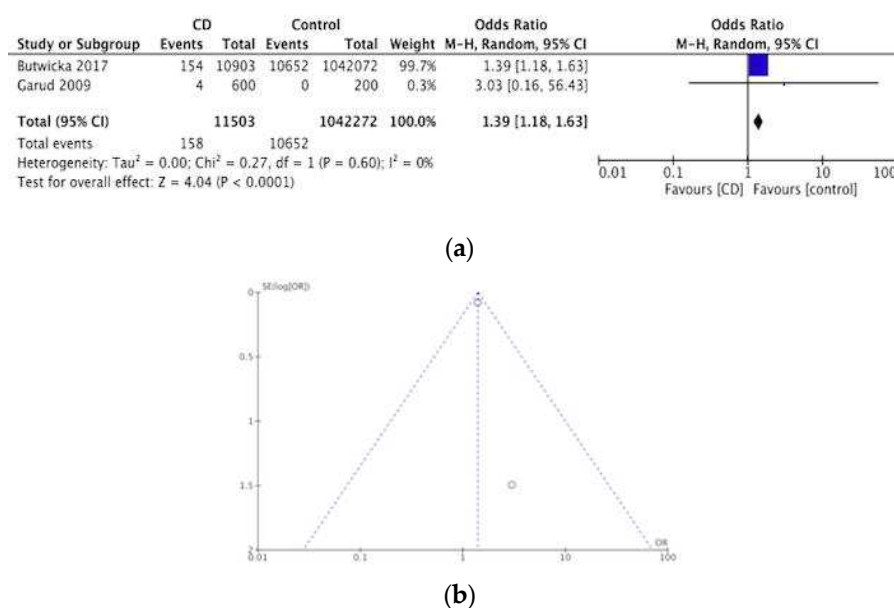 CD Control Odds Ratio Odds Ratio
Study or Subgroup Events Total Events Total Weight M-H, Random, 95% CI M-H, Random, 95% CI
Butwicka 2017 154 10903 10652 1042072 99.7% 1.39 [1.18, 1.63]
Garud 2009 4 600 0 200 0.3% 3.03 [0.16, 56.43]
Total (95% CI) 11503 1042272 100.0% 1.39 [1.18, 1.63]
Total events 158 10652
Heterogeneity: Tau² = 0.00; Chi² = 0.27, df = 1 (P = 0.60); I² = 0%
Test for overall effect: Z = 4.04 (P < 0.0001)
0.01 0.1 1 10 100
Favours [CD] Favours [control]
(a)
SE(log[OR])
0
0.5
1
1.5
2
OR
0.01 0.1 1 10 100
(b)